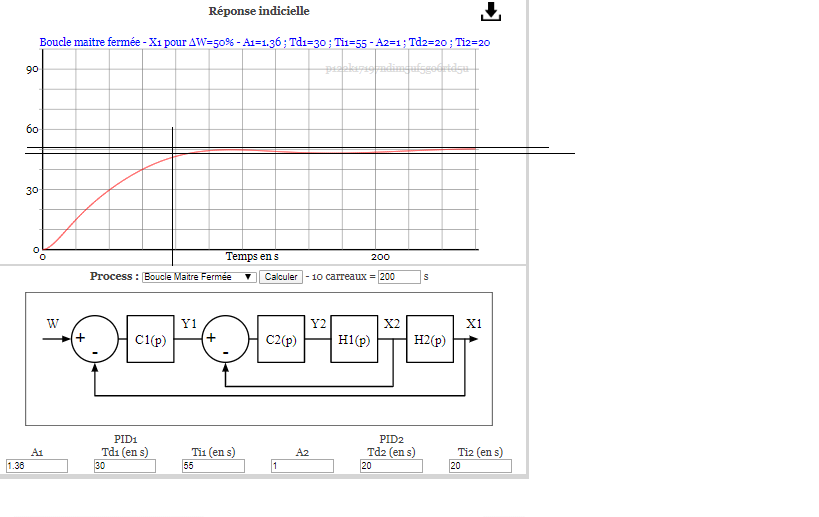 Réponse indicielle
Boucle maitre fermée - X1 pour ΔW=50% - A1=1.36 ; Td1=30 ; Ti1=55 - A2=1 ; Td2=20 ; Ti2=20
90
60
30
0
0 Temps en s 200
Process : Boucle Maitre Fermée Calculer - 10 carreaux = 200 s
W Y1 Y2 X2 X1
+ - C1(p) + - C2(p) H1(p) H2(p)
PID1 PID2
A1 Td1 (en s) Ti1 (en s) A2 Td2 (en s) Ti2 (en s)
1.36 30 55 1 20 20